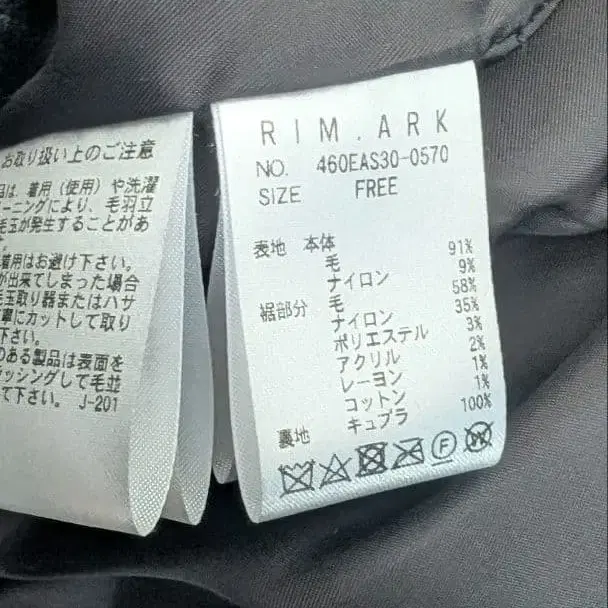 お取り扱い上のご注意
品は、着用（使用）や洗濯
ーニングにより、毛羽立
毛玉が発生することがあ
。
着用はお避け下さい。
が出来てしまった場合
毛玉取り器またはハサ
寧にカットして取り
。
のある製品は表面を
ッシングして毛並
て下さい。 J-201
RIM.ARK
NO. 460EAS30-0570
SIZE FREE
表地 本体
毛 91%
ナイロン 9%
裾部分 毛 58%
ナイロン 35%
ポリエステル 3%
アクリル 2%
レーヨン 1%
コットン 1%
裏地 キュプラ 100%